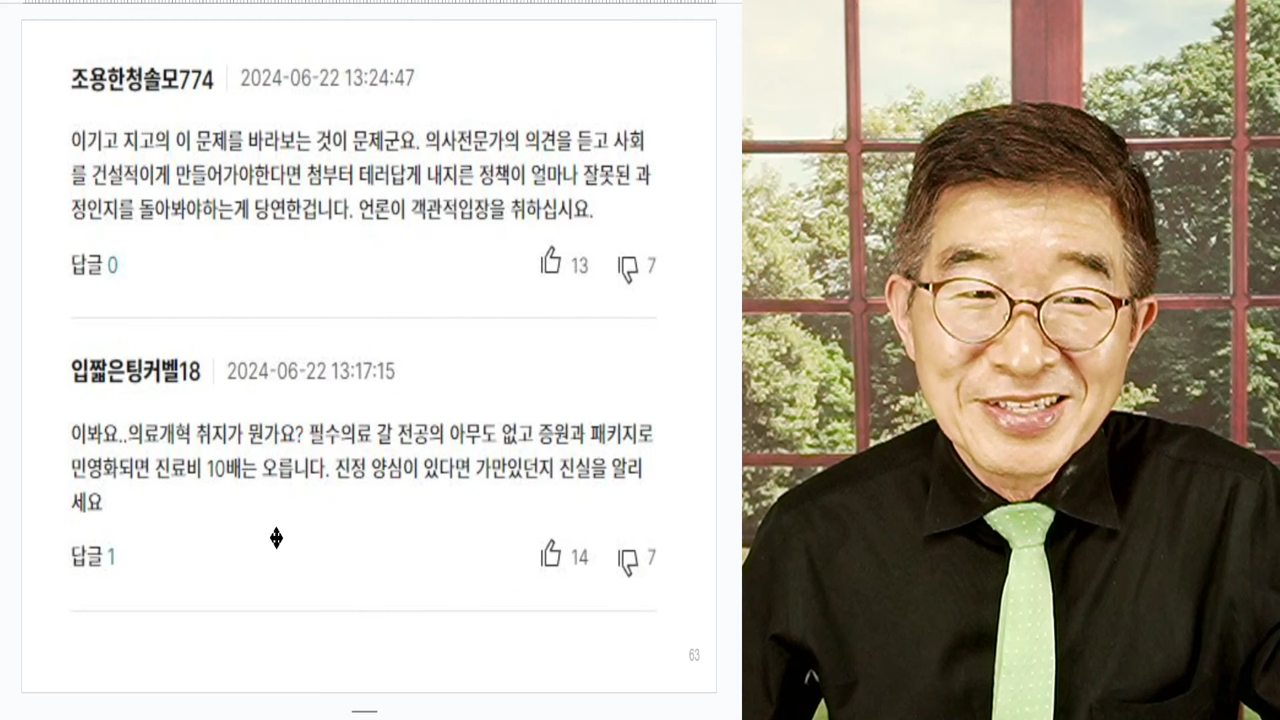 조용한청솔모774 2024-06-22 13:24:47
이기고 지고의 이 문제를 바라보는 것이 문제군요. 의사전문가의 의견을 듣고 사회
를 건설적이게 만들어가야한다면 첨부터 테러답게 내지른 정책이 얼마나 잘못된 과
정인지를 돌아봐야하는게 당연한겁니다. 언론이 객관적입장을 취하십시요.
답글 0 13 7
입짧은팅커벨18 2024-06-22 13:17:15
이봐요..의료개혁 취지가 뭔가요? 필수의료 갈 전공의 아무도 없고 증원과 패키지로
민영화되면 진료비 10배는 오릅니다. 진정 양심이 있다면 가만있던지 진실을 알리
세요
답글 1 14 7
63